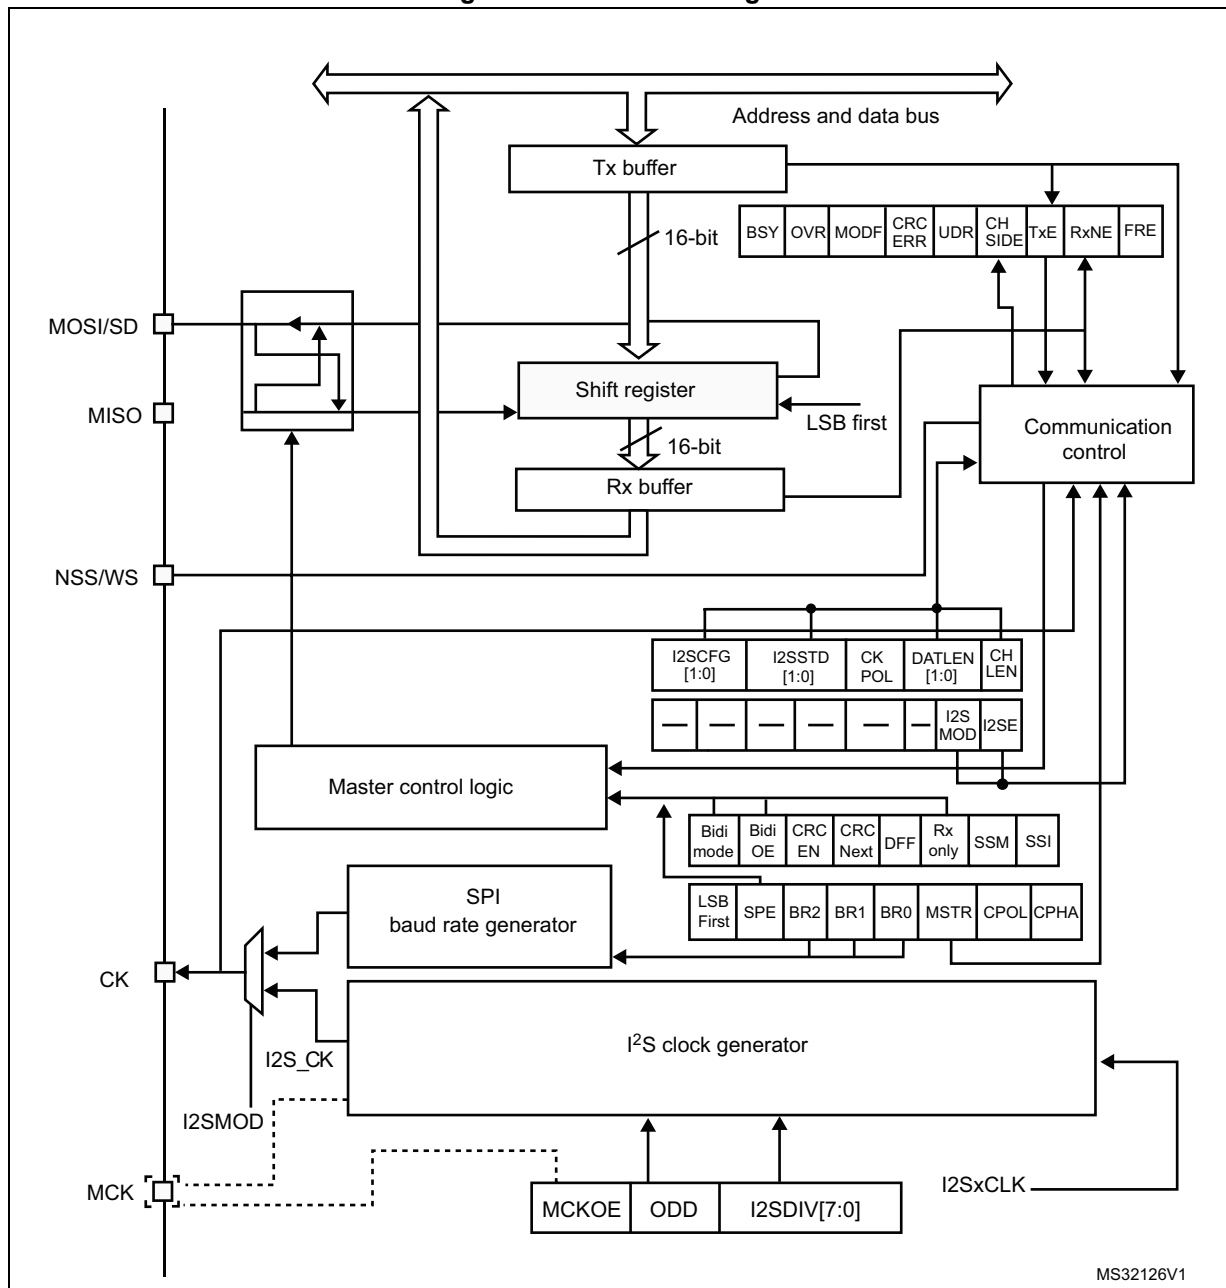 Address and data bus
Tx buffer
16-bit
BSY OVR MODF CRC ERR UDR CH SIDE TxE RxNE FRE
MOSI/SD
Shift register
MISO
LSB first
Communication
control
16-bit
Rx buffer
NSS/WS
I2SCFG [1:0] I2SSTD [1:0] CK POL DATLEN [1:0] CH LEN
— — — — — — I2S MOD I2SE
Master control logic
Bidi mode Bidi OE CRC EN CRC Next DFF Rx only SSM SSI
LSB First SPE BR2 BR1 BR0 MSTR CPOL CPHA
SPI
baud rate generator
CK
I2S clock generator
I2S_CK
I2SMOD
MCK
I2SxCLK
MCKOE ODD I2SDIV[7:0]
MS32126V1